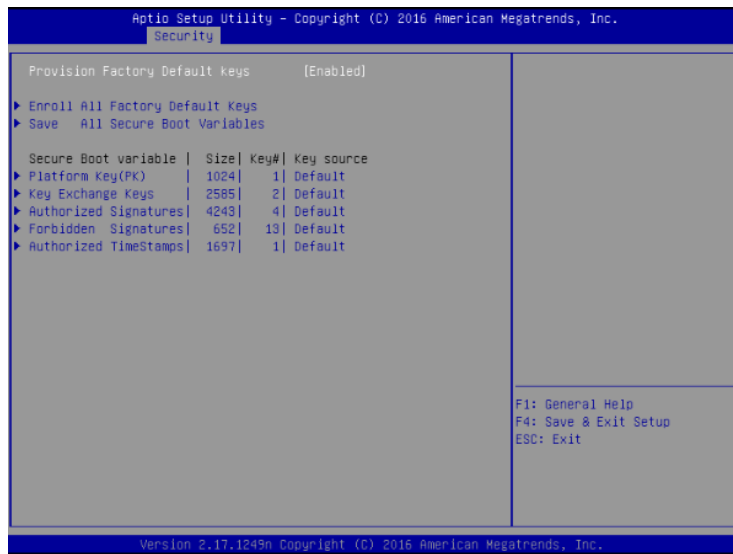 Aptio Setup Utility – Copyright (C) 2016 American Megatrends, Inc.
Security
Provision Factory Default keys [Enabled]
Enroll All Factory Default Keys
Save All Secure Boot Variables
Secure Boot variable | Size| Key#| Key source
Platform Key(PK) | 1024| 1| Default
Key Exchange Keys | 2585| 2| Default
Authorized Signatures| 4243| 4| Default
Forbidden Signatures| 652| 13| Default
Authorized TimeStamps| 1697| 1| Default
F1: General Help
F4: Save & Exit Setup
ESC: Exit
Version 2.17.1249n Copyright (C) 2016 American Megatrends, Inc.